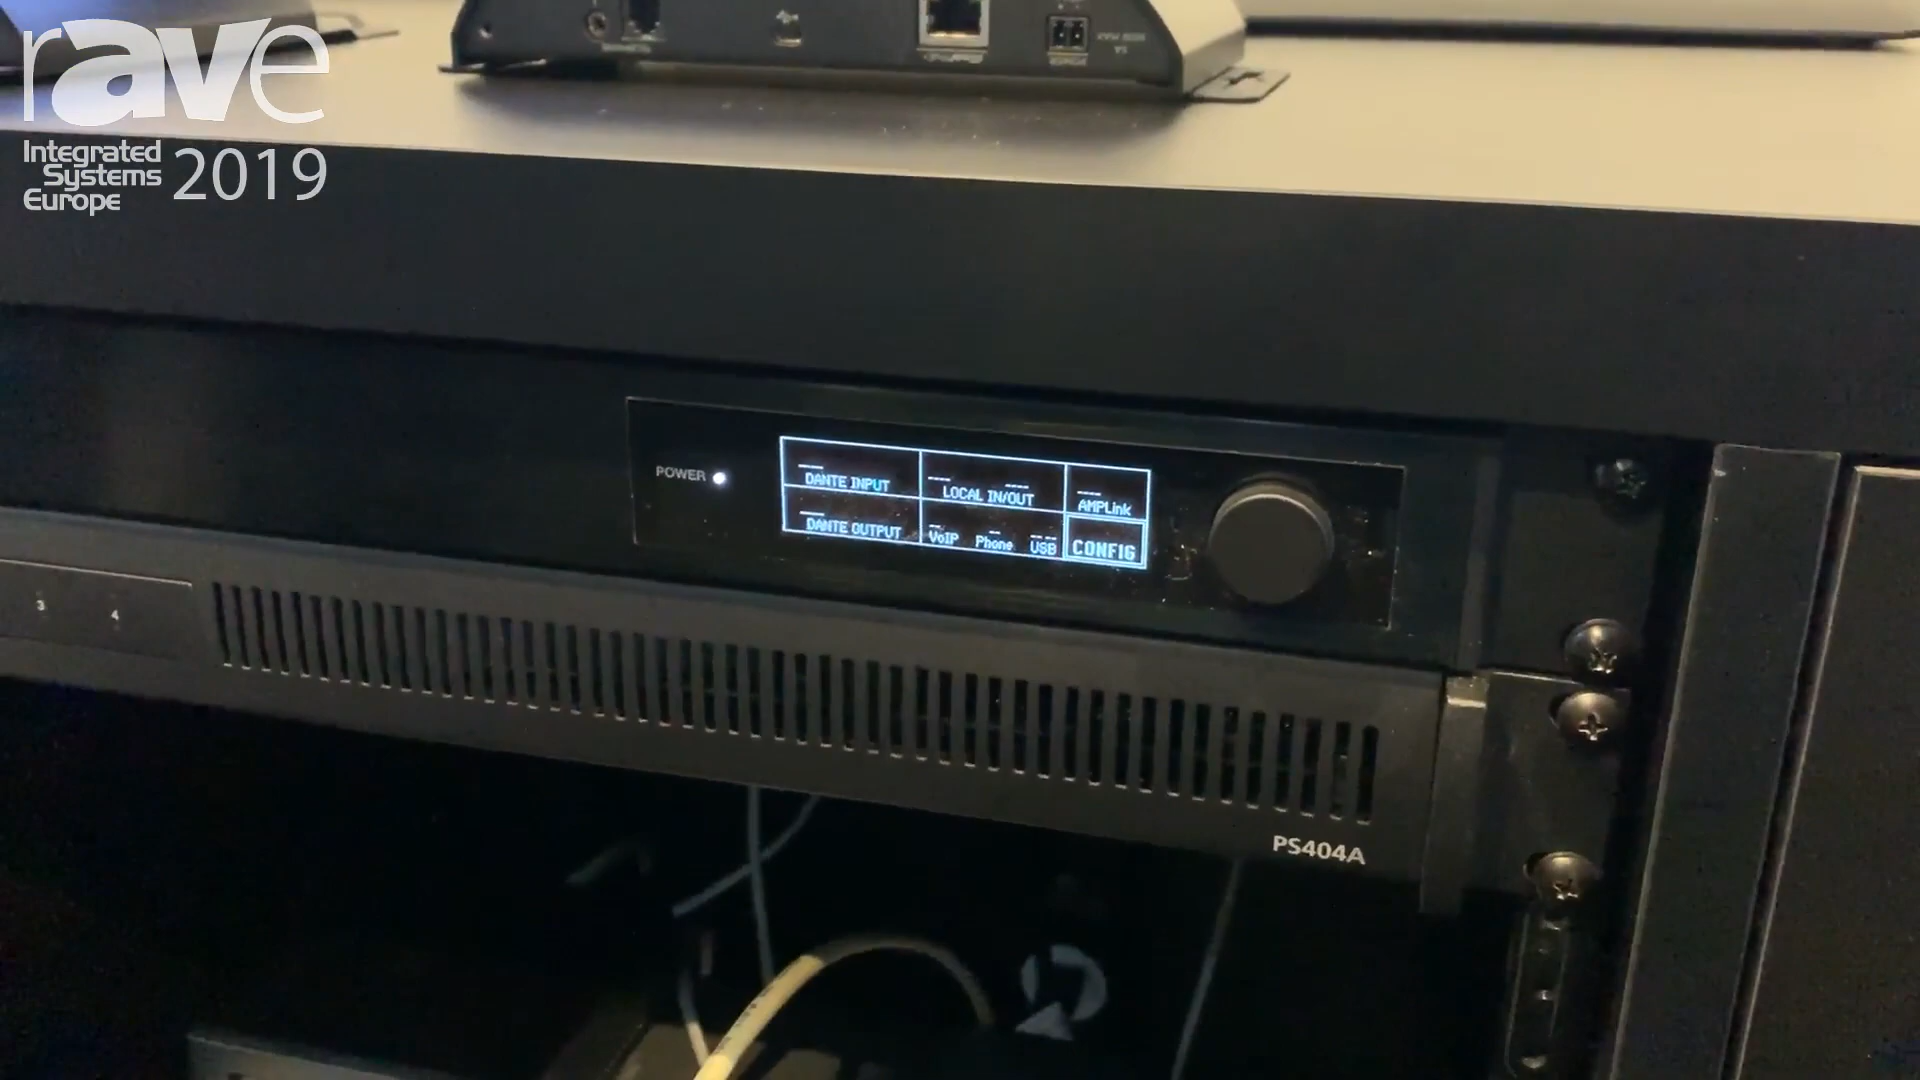 rave
Integrated
Systems
Europe
2019
POWER
DANTE INPUT
LOCAL IN/OUT
AMPLink
DANTE OUTPUT
VoIP Phone USB
CONFIG
3 4
PS404A
POWER